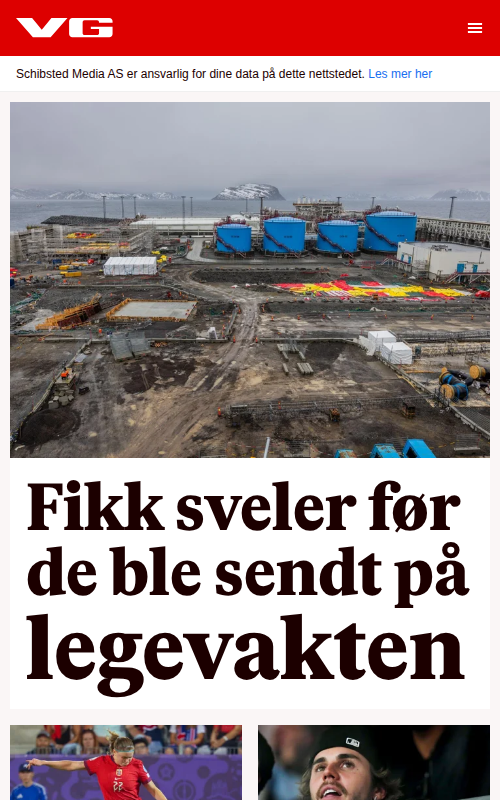 VG
Schibsted Media AS er ansvarlig for dine data på dette nettstedet. Les mer her
Fikk sveler før
de ble sendt på
legevakten
22